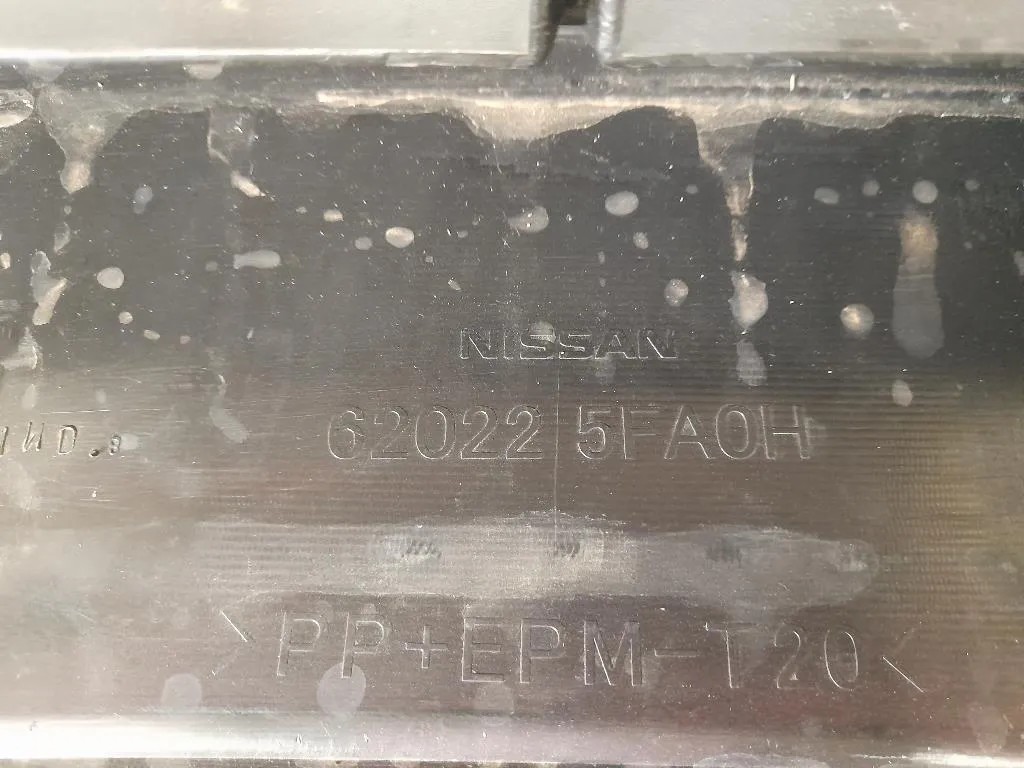 NISSAN
62022 5FA0H
>PP+EPM-T20<